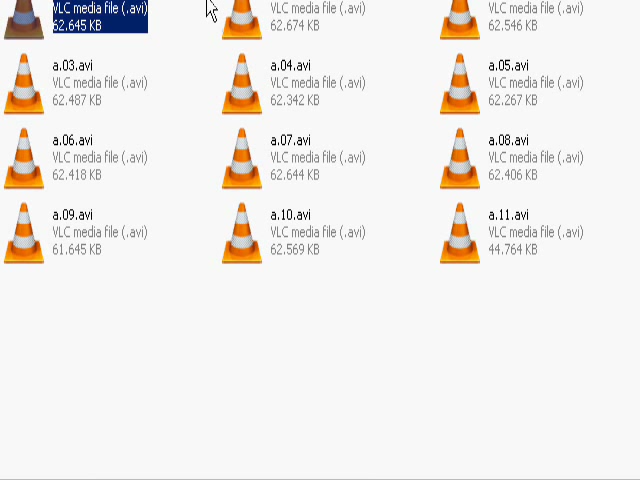 VLC media file (.avi) VLC media file (.avi) VLC media file (.avi)
62.645 KB 62.674 KB 62.546 KB
a.03.avi a.04.avi a.05.avi
VLC media file (.avi) VLC media file (.avi) VLC media file (.avi)
62.487 KB 62.342 KB 62.267 KB
a.06.avi a.07.avi a.08.avi
VLC media file (.avi) VLC media file (.avi) VLC media file (.avi)
62.418 KB 62.644 KB 62.406 KB
a.09.avi a.10.avi a.11.avi
VLC media file (.avi) VLC media file (.avi) VLC media file (.avi)
61.645 KB 62.569 KB 44.764 KB